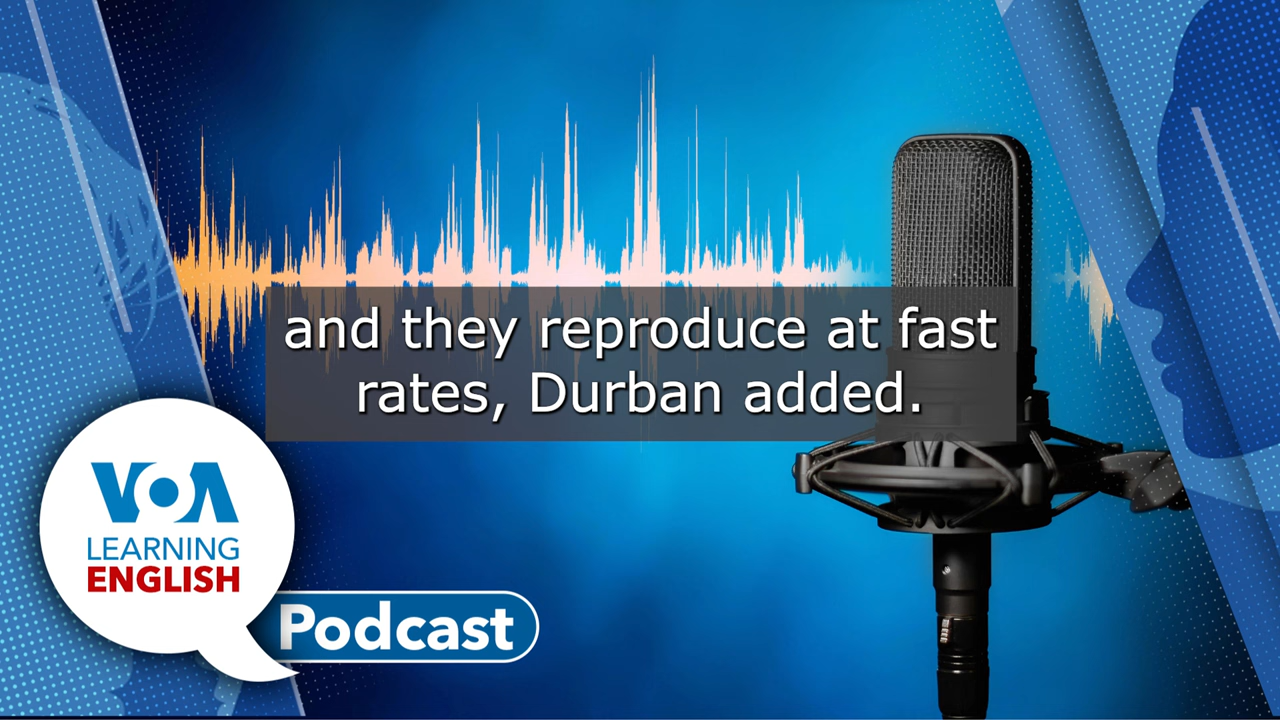 and they reproduce at fast
rates, Durban added.
VOA
LEARNING
ENGLISH
Podcast